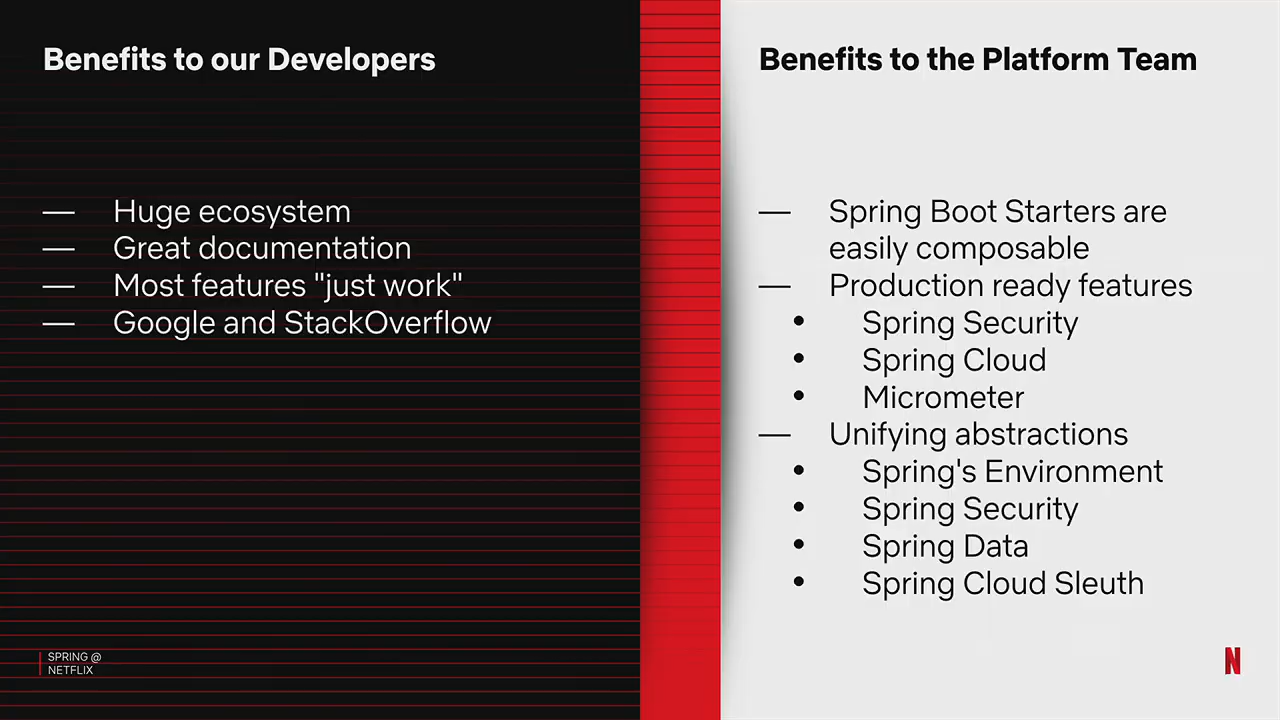 Benefits to our Developers
— Huge ecosystem
— Great documentation
— Most features "just work"
— Google and StackOverflow
SPRING @
NETFLIX
Benefits to the Platform Team
— Spring Boot Starters are
easily composable
— Production ready features
• Spring Security
• Spring Cloud
• Micrometer
— Unifying abstractions
• Spring's Environment
• Spring Security
• Spring Data
• Spring Cloud Sleuth
N